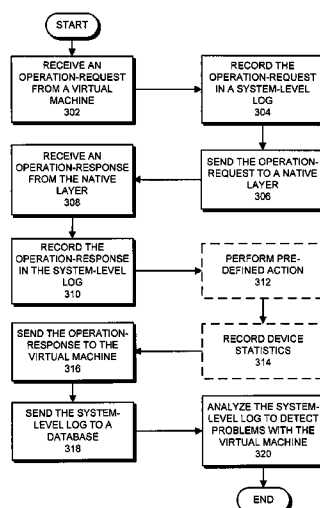 START
RECEIVE AN
OPERATION-REQUEST
FROM A VIRTUAL
MACHINE
302
RECORD THE
OPERATION-REQUEST
IN A SYSTEM-LEVEL
LOG
304
SEND THE OPERATION-
REQUEST TO A NATIVE
LAYER
306
RECEIVE AN
OPERATION-RESPONSE
FROM THE NATIVE
LAYER
308
RECORD THE
OPERATION-RESPONSE
IN THE SYSTEM-LEVEL
LOG
310
PERFORM PRE-
DEFINED ACTION
312
RECORD DEVICE
STATISTICS
314
SEND THE OPERATION-
RESPONSE TO THE
VIRTUAL MACHINE
316
SEND THE SYSTEM-
LEVEL LOG TO A
DATABASE
318
ANALYZE THE SYSTEM-
LEVEL LOG TO DETECT
PROBLEMS WITH THE
VIRTUAL MACHINE
320
END